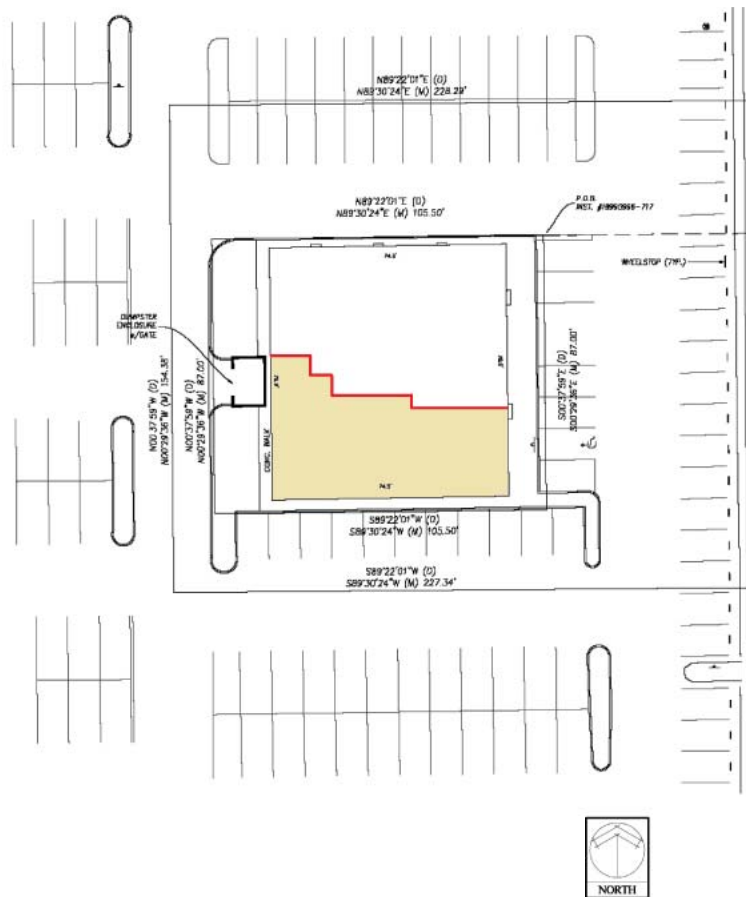 N89°22'01"E (D)
N89°30'24"E (M) 228.29'
N89°22'01"E (D)
N89°30'24"E (M) 105.50'
P.O.B.
INST. #18990966-717
WHEELSTOP (TYP.)
DUMPSTER
ENCLOSURE
w/GATE
N00°37'59"W (D)
N00°29'36"W (M) 154.38'
N00°37'59"W (D)
N00°29'36"W (M) 87.00'
S00°37'59"E (D)
S00°29'36"E (M) 87.00'
CONC. WALK
74.5'
74.5'
S89°22'01"W (D)
S89°30'24"W (M) 105.50'
S89°22'01"W (D)
S89°30'24"W (M) 227.34'
NORTH